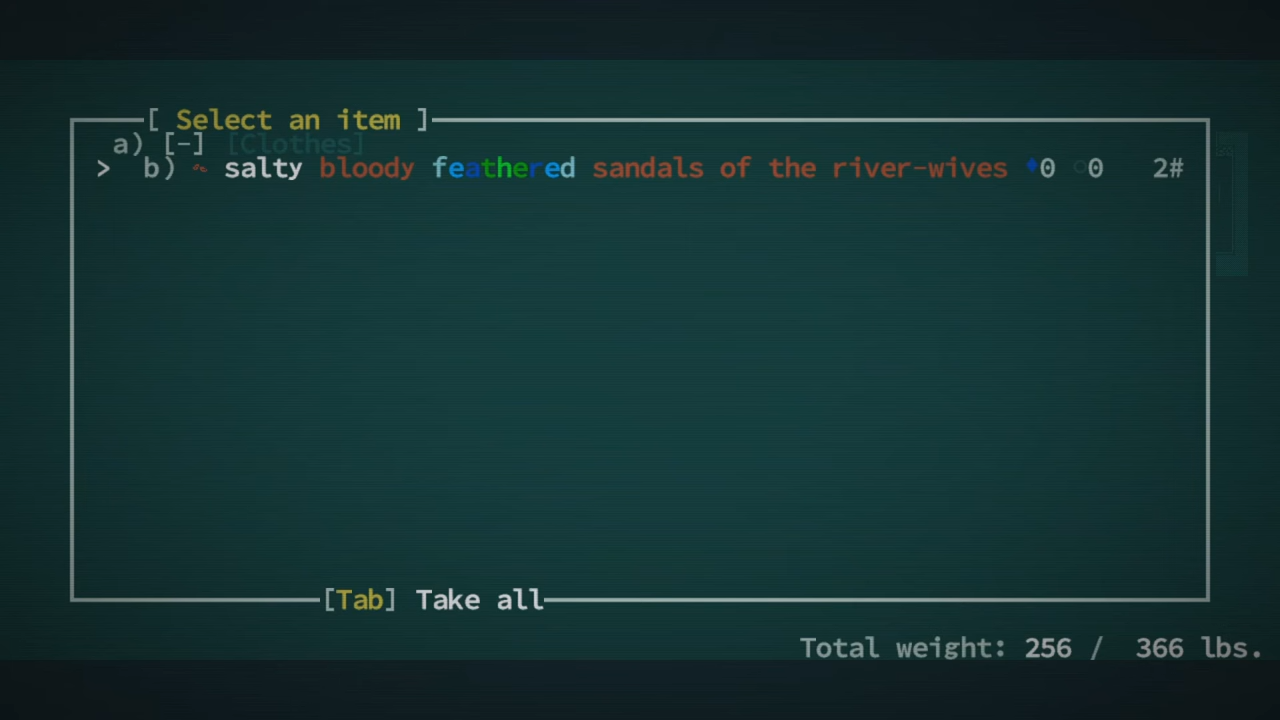 [ Select an item ]
a) [-] [Clothes]
> b) salty bloody feathered sandals of the river-wives ♦0 ○0 2#
[Tab] Take all
Total weight: 256 / 366 lbs.